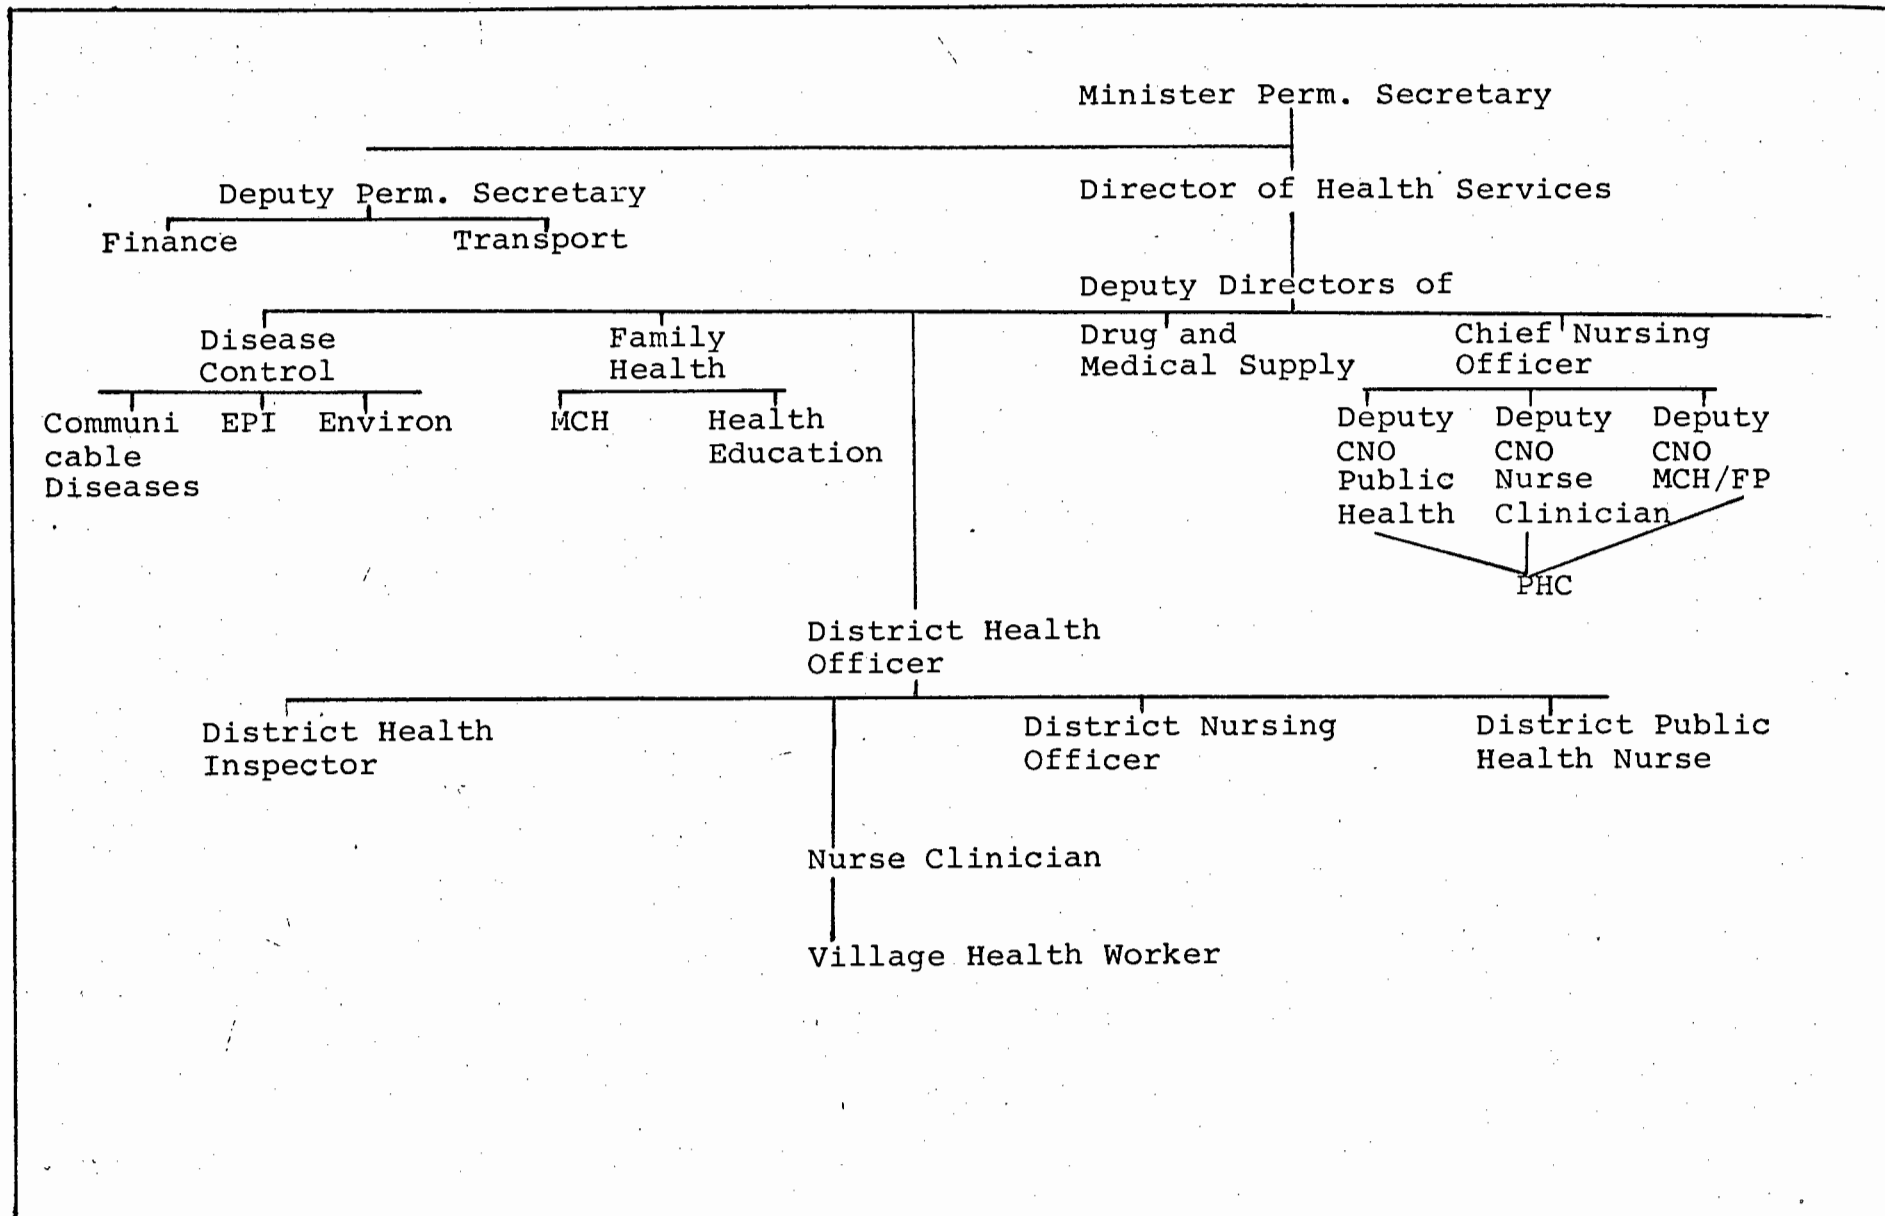 Minister Perm. Secretary
Deputy Perm. Secretary
Director of Health Services
Finance
Transport
Deputy Directors of
Disease
Control
Family
Health
Drug and
Medical Supply
Chief Nursing
Officer
Communi
cable
Diseases
EPI
Environ
MCH
Health
Education
Deputy
CNO
Public
Health
Deputy
CNO
Nurse
Clinician
Deputy
CNO
MCH/FP
PHC
District Health
Officer
District Health
Inspector
District Nursing
Officer
District Public
Health Nurse
Nurse Clinician
Village Health Worker